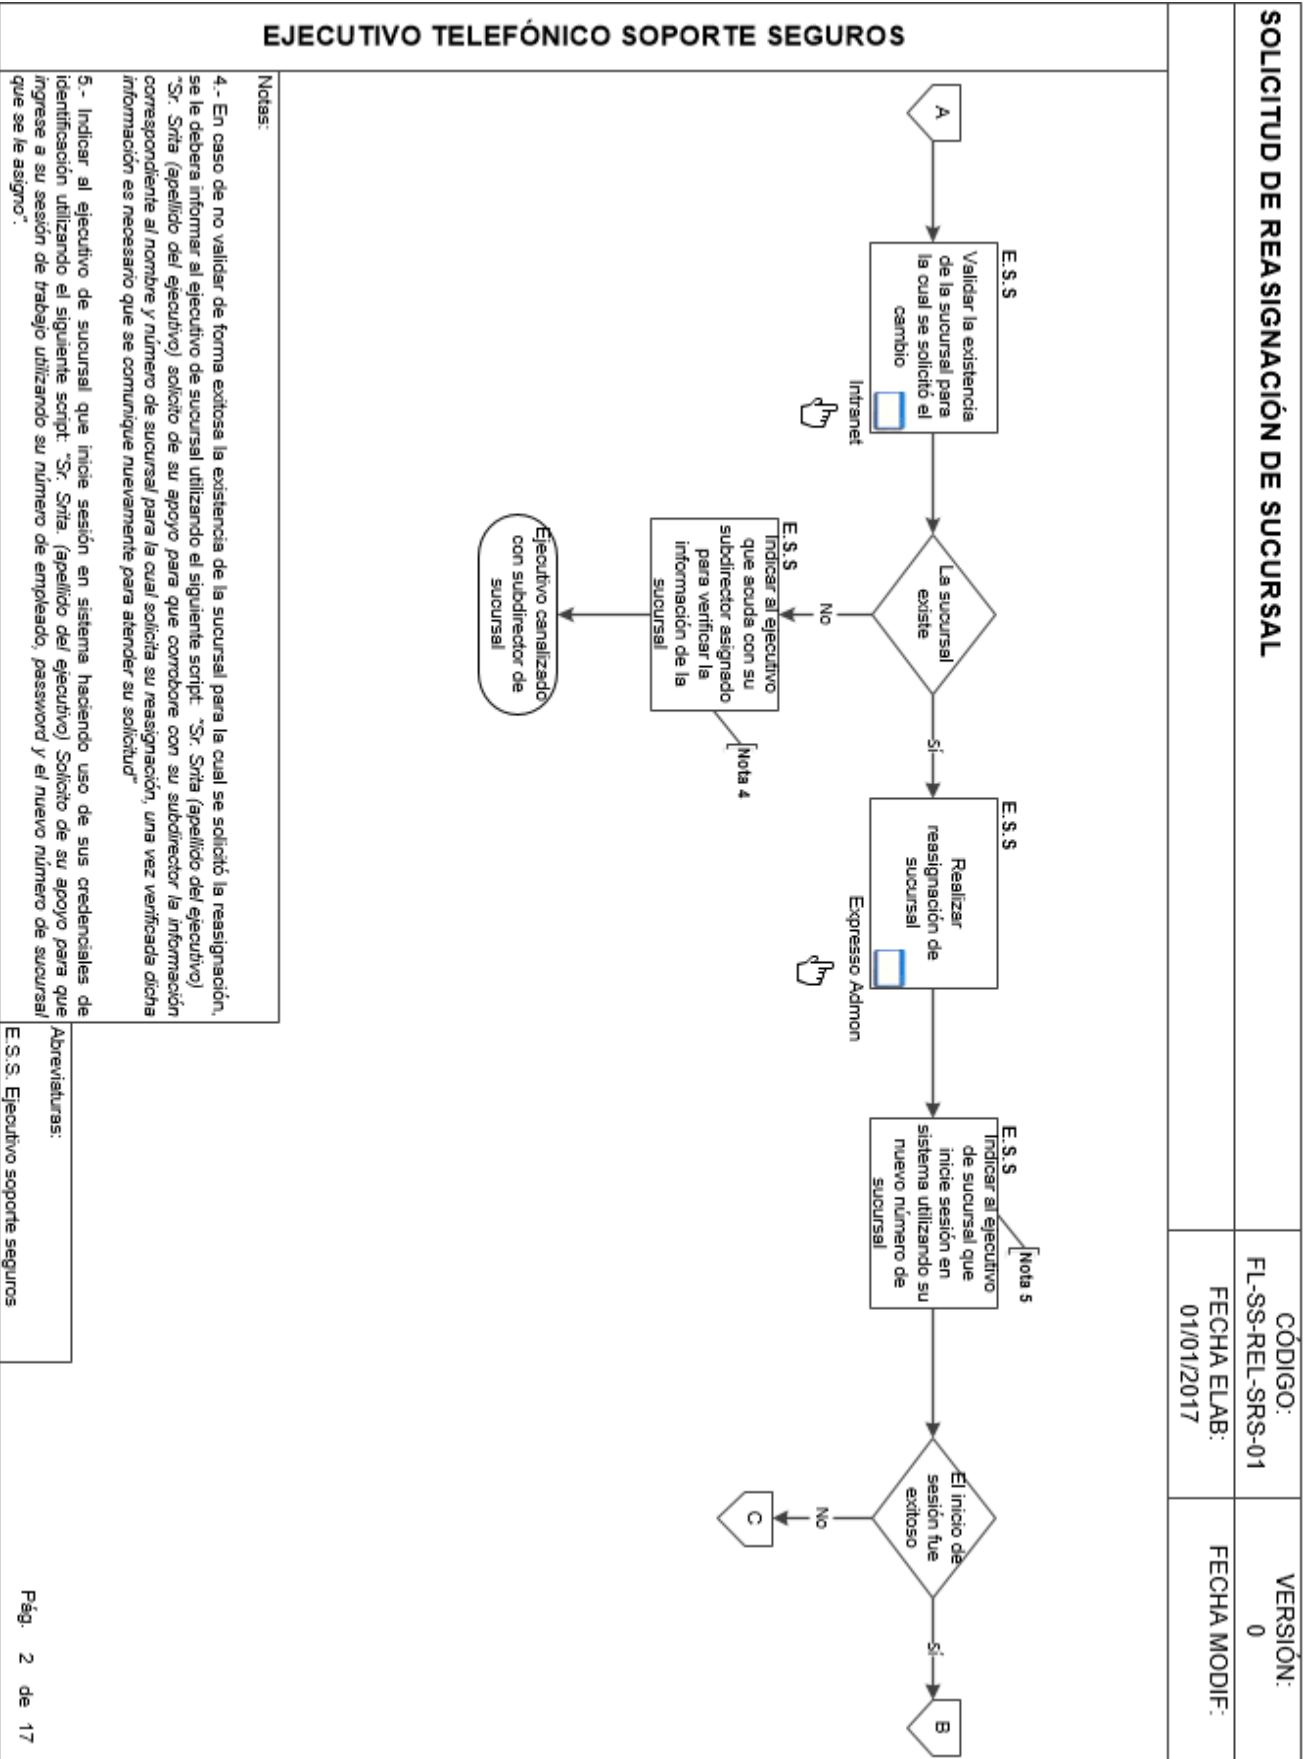 SOLICITUD DE REASIGNACIÓN DE SUCURSAL
CÓDIGO:
FL-SS-REL-SRS-01
VERSIÓN:
0
FECHA ELAB:
01/01/2017
FECHA MODIF:
EJECUTIVO TELEFÓNICO SOPORTE SEGUROS
A
E.S.S
Validar la existencia
de la sucursal para
la cual se solicitó el
cambio
Intranet
La sucursal
existe
No
E.S.S
Indicar al ejecutivo
que acuda con su
subdirector asignado
para verificar la
información de la
sucursal
Nota 4
Ejecutivo canalizado
con subdirector de
sucursal
SÍ
E.S.S
Realizar
reasignación de
sucursal
Expresso Admon
E.S.S
Indicar al ejecutivo
de sucursal que
inicie sesión en
sistema utilizando su
nuevo número de
sucursal
Nota 5
El inicio de
sesión fue
exitoso
No
C
SÍ
B
Notas:
4.- En caso de no validar de forma exitosa la existencia de la sucursal para la cual se solicitó la reasignación,
se le debera informar al ejecutivo de sucursal utilizando el siguiente script: "Sr. Srita (apellido del ejecutivo)
"Sr. Srita (apellido del ejecutivo) solicito de su apoyo para que corrobore con su subdirector la información
correspondiente al nombre y número de sucursal para la cual solicita su reasignación, una vez verificada dicha
información es necesario que se comunique nuevamente para atender su solicitud"
5.- Indicar al ejecutivo de sucursal que inicie sesión en sistema haciendo uso de sus credenciales de
identificación utilizando el siguiente script: "Sr. Srita. (apellido del ejecutivo) Solicito de su apoyo para que
ingrese a su sesión de trabajo utilizando su número de empleado, password y el nuevo número de sucursal
que se le asigno".
Abreviaturas:
E.S.S. Ejecutivo soporte seguros
Pág. 2 de 17